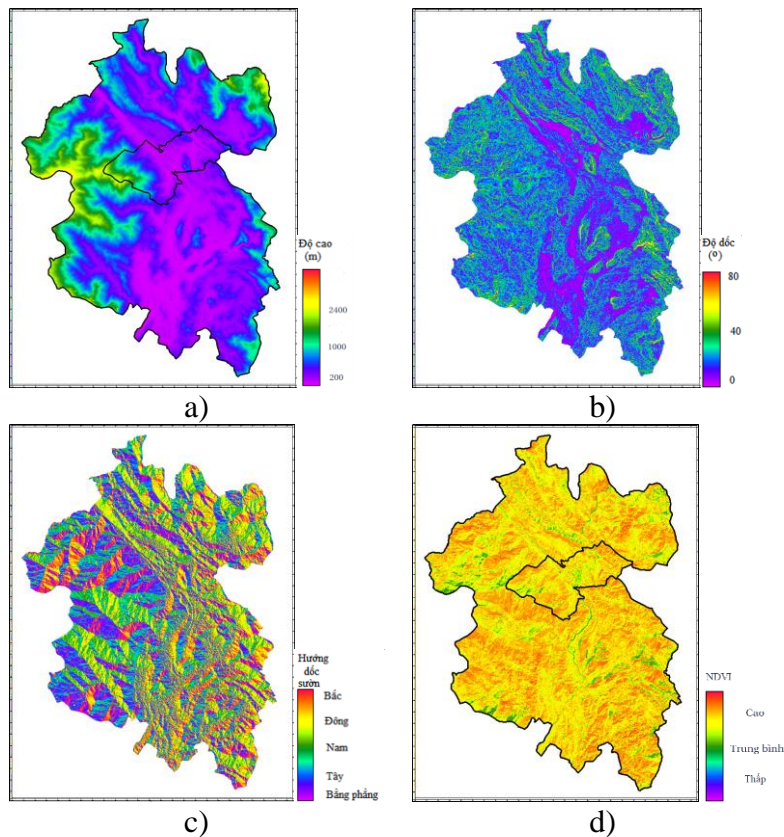 Độ cao
(m)
2400
1000
200
a)
Độ dốc
(º)
80
40
0
b)
Hướng
dốc
sườn
Bắc
Đông
Nam
Tây
Bằng phẳng
c)
NDVI
Cao
Trung bình
Thấp
d)